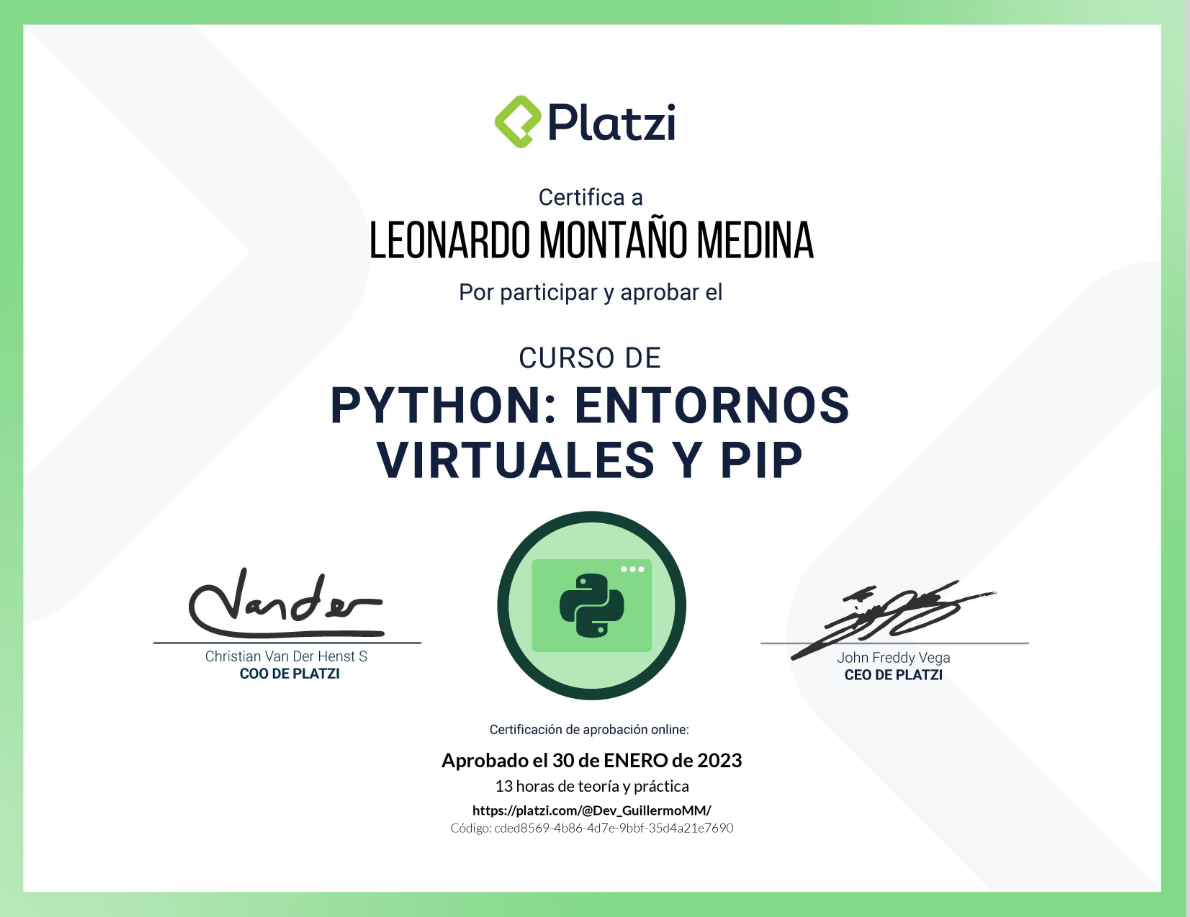 Platzi
Certifica a
LEONARDO MONTAÑO MEDINA
Por participar y aprobar el
CURSO DE
PYTHON: ENTORNOS
VIRTUALES Y PIP
Vander
Christian Van Der Henst S
COO DE PLATZI
John Freddy Vega
CEO DE PLATZI
Certificación de aprobación online:
Aprobado el 30 de ENERO de 2023
13 horas de teoría y práctica
https://platzi.com/@Dev_GuillermoMM/
Código: cded8569-4b86-4d7e-9bbf-35d4a21e7690